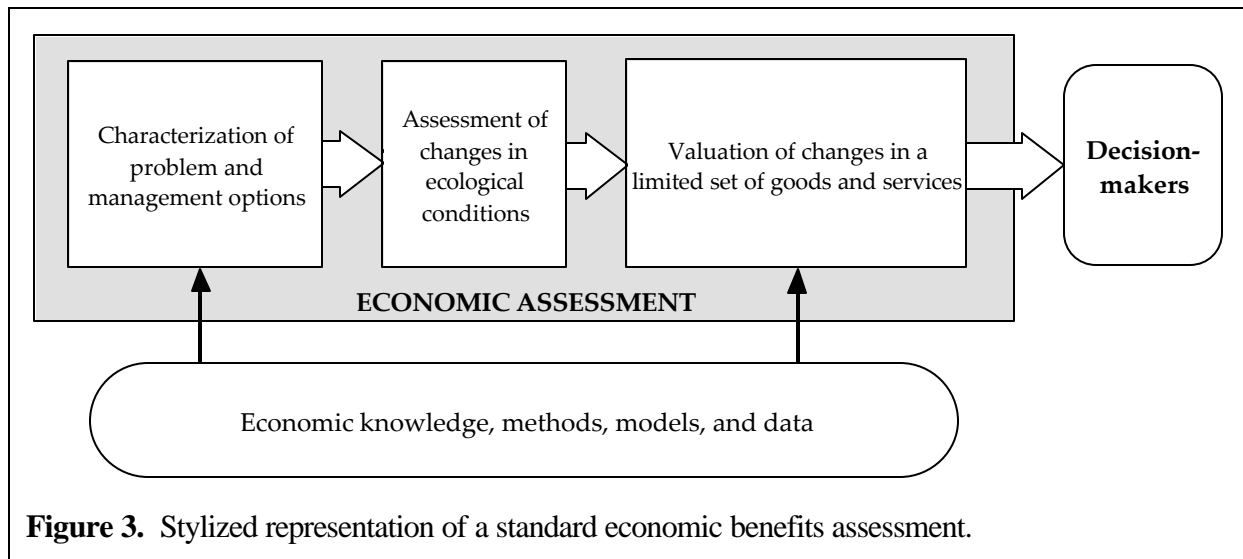 Characterization of
problem and
management options
Assessment of
changes in
ecological
conditions
Valuation of changes in a
limited set of goods and services
Decision-
makers
ECONOMIC ASSESSMENT
Economic knowledge, methods, models, and data
Figure 3. Stylized representation of a standard economic benefits assessment.